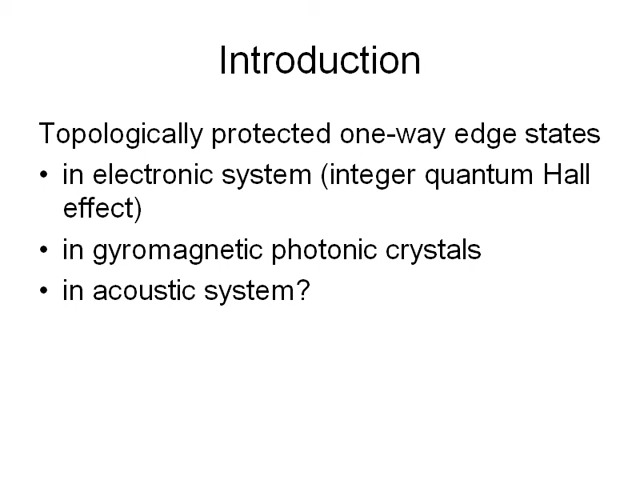 Introduction
Topologically protected one-way edge states
• in electronic system (integer quantum Hall
effect)
• in gyromagnetic photonic crystals
• in acoustic system?